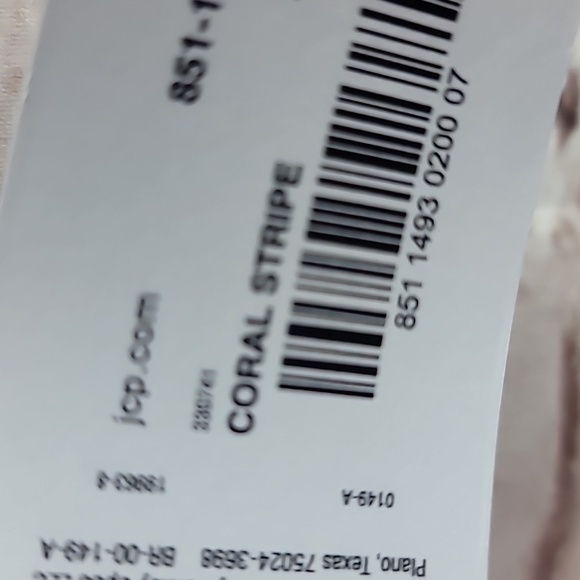 851-1
jcp.com
330741
CORAL STRIPE
851 1493 0200 07
19963-8
0149-A
Plano, Texas 75024-3698 BR-00-149-A